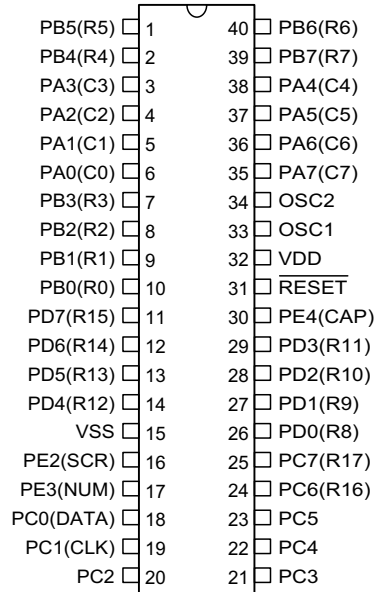 PB5(R5) 1 40 PB6(R6)
PB4(R4) 2 39 PB7(R7)
PA3(C3) 3 38 PA4(C4)
PA2(C2) 4 37 PA5(C5)
PA1(C1) 5 36 PA6(C6)
PA0(C0) 6 35 PA7(C7)
PB3(R3) 7 34 OSC2
PB2(R2) 8 33 OSC1
PB1(R1) 9 32 VDD
PB0(R0) 10 31 RESET
PD7(R15) 11 30 PE4(CAP)
PD6(R14) 12 29 PD3(R11)
PD5(R13) 13 28 PD2(R10)
PD4(R12) 14 27 PD1(R9)
VSS 15 26 PD0(R8)
PE2(SCR) 16 25 PC7(R17)
PE3(NUM) 17 24 PC6(R16)
PC0(DATA) 18 23 PC5
PC1(CLK) 19 22 PC4
PC2 20 21 PC3